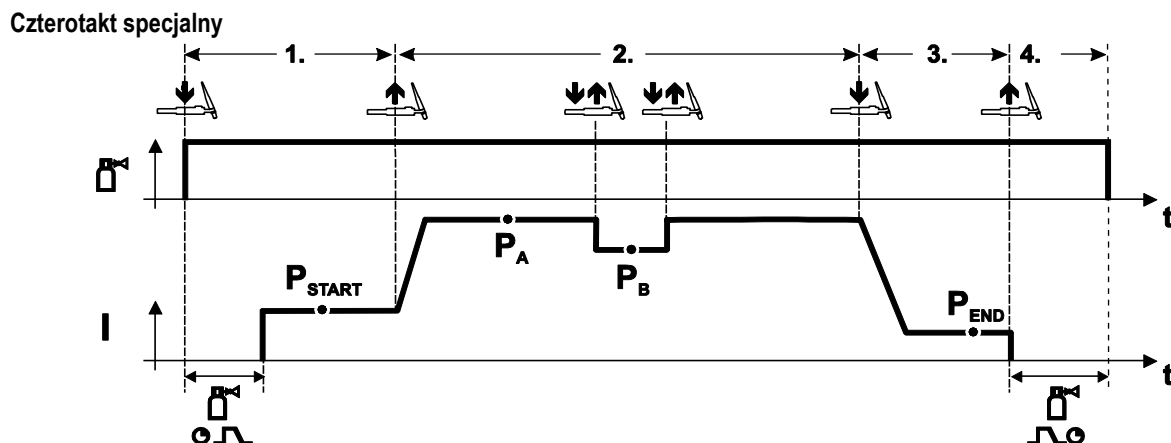 Czterotakt specjalny
1. 2. 3. 4.
t
P_A
P_B
P_START
P_END
I
t